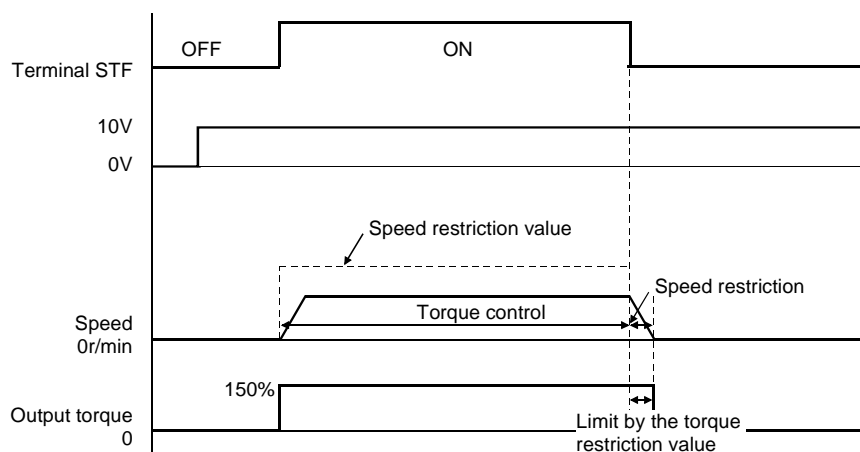 OFF
ON
Terminal STF
10V
0V
Speed restriction value
Speed restriction
Torque control
Speed
0r/min
150%
Output torque
0
Limit by the torque
restriction value